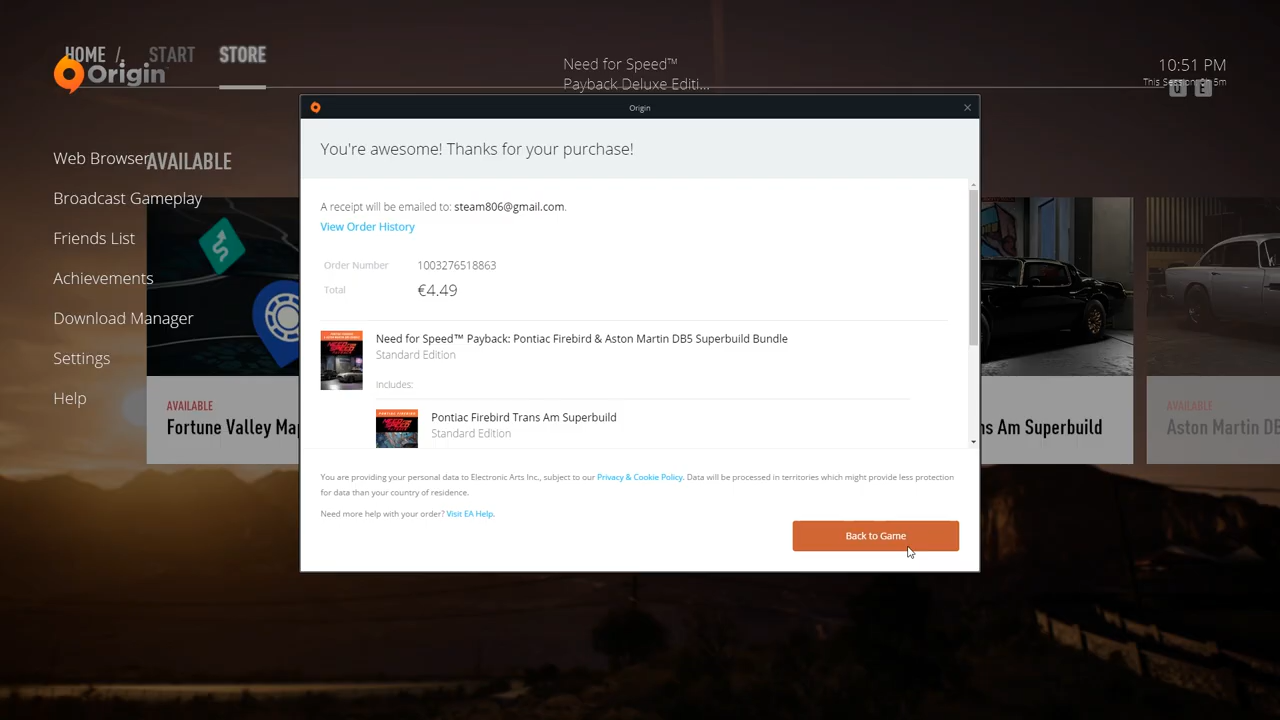 HOME / START STORE
Origin
Need for Speed™
Payback Deluxe Editi...
10:51 PM
This Session
5m
Q E
Web Browser
Broadcast Gameplay
Friends List
Achievements
Download Manager
Settings
Help
AVAILABLE
AVAILABLE
Fortune Valley Map
ns Am Superbuild
AVAILABLE
Aston Martin DB
Origin
You're awesome! Thanks for your purchase!
A receipt will be emailed to: steam806@gmail.com.
View Order History
Order Number 1003276518863
Total €4.49
Need for Speed™ Payback: Pontiac Firebird & Aston Martin DB5 Superbuild Bundle
Standard Edition
Includes:
Pontiac Firebird Trans Am Superbuild
Standard Edition
You are providing your personal data to Electronic Arts Inc., subject to our Privacy & Cookie Policy. Data will be processed in territories which might provide less protection
for data than your country of residence.
Need more help with your order? Visit EA Help.
Back to Game